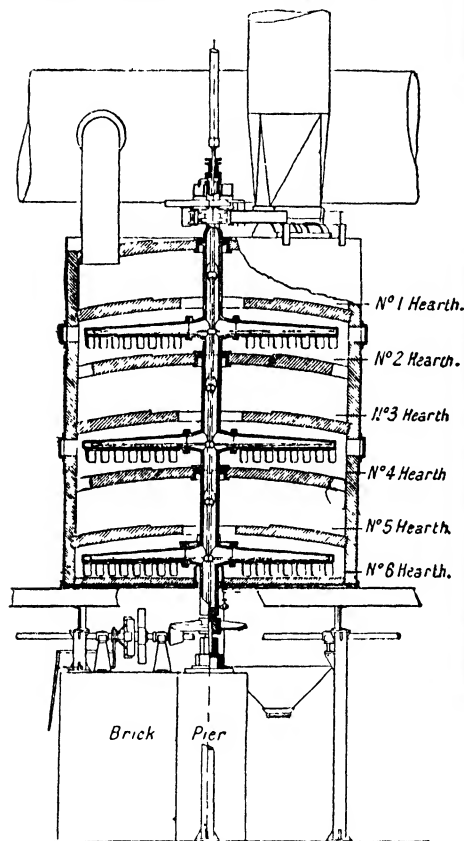 Nº 1 Hearth.
Nº 2 Hearth.
Nº 3 Hearth
Nº 4 Hearth
Nº 5 Hearth.
Nº 6 Hearth.
Brick Pier